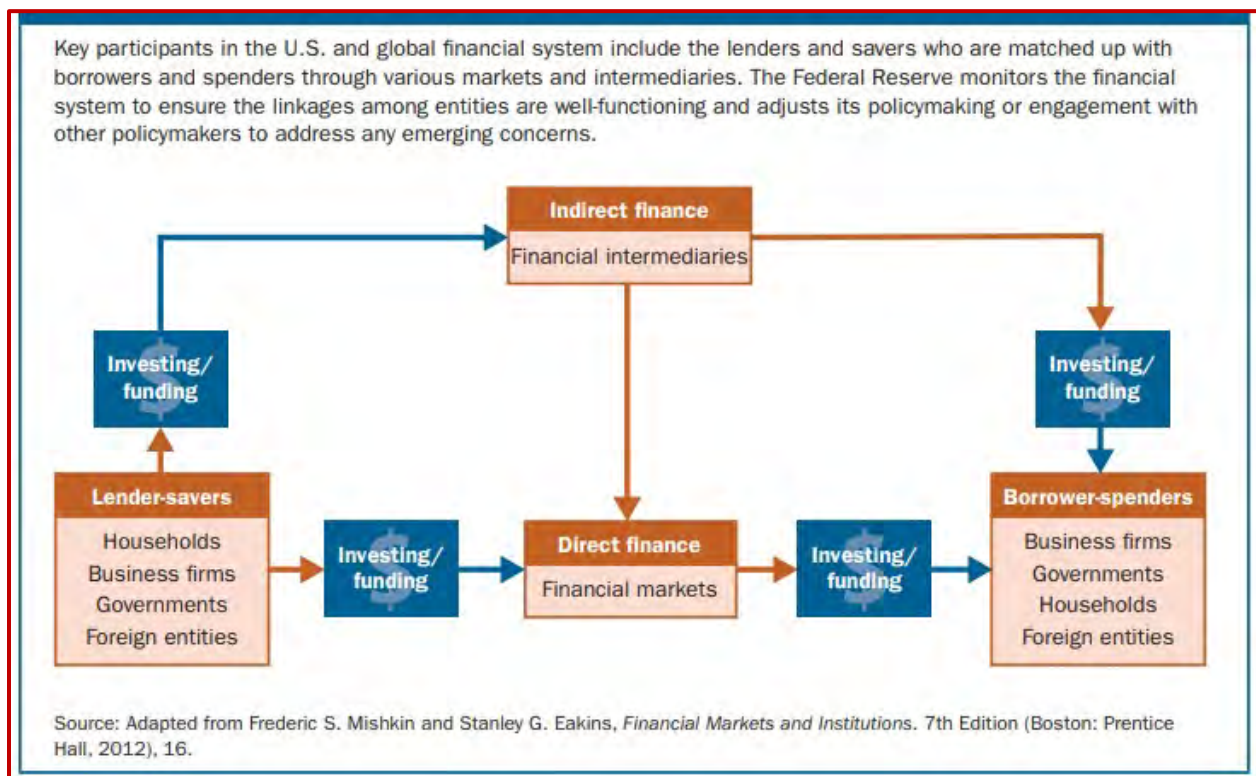 Key participants in the U.S. and global financial system include the lenders and savers who are matched up with
borrowers and spenders through various markets and intermediaries. The Federal Reserve monitors the financial
system to ensure the linkages among entities are well-functioning and adjusts its policymaking or engagement with
other policymakers to address any emerging concerns.
Indirect finance
Financial intermediaries
$
Investing/
funding
$
Investing/
funding
Lender-savers
Households
Business firms
Governments
Foreign entities
$
Investing/
funding
Direct finance
Financial markets
$
Investing/
funding
Borrower-spenders
Business firms
Governments
Households
Foreign entities
Source: Adapted from Frederic S. Mishkin and Stanley G. Eakins, Financial Markets and Institutions. 7th Edition (Boston: Prentice
Hall, 2012), 16.